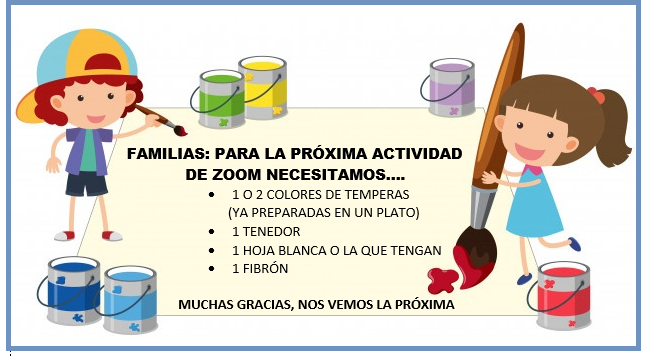 FAMILIAS: PARA LA PRÓXIMA ACTIVIDAD
DE ZOOM NECESITAMOS....
• 1 O 2 COLORES DE TEMPERAS
(YA PREPARADAS EN UN PLATO)
• 1 TENEDOR
• 1 HOJA BLANCA O LA QUE TENGAN
• 1 FIBRÓN
MUCHAS GRACIAS, NOS VEMOS LA PRÓXIMA